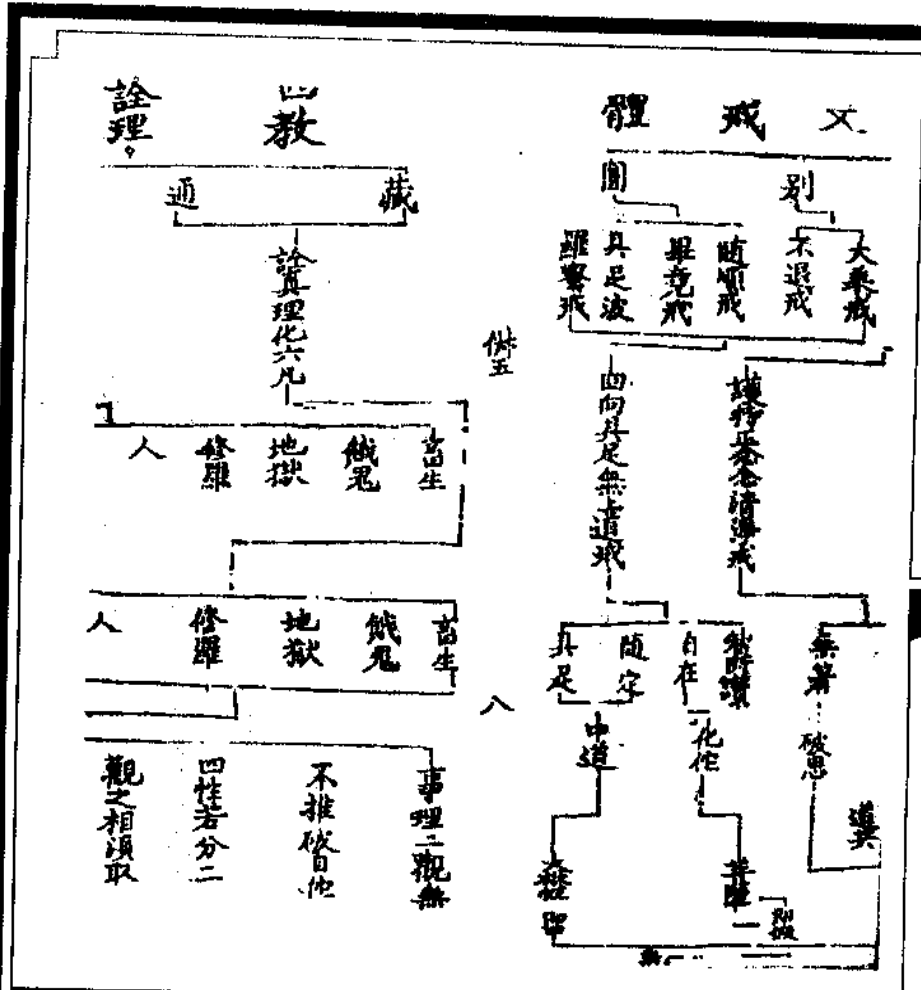 文戒體
別
大乘戒
不退戒
圓
隨順戒
畢竟戒
具足波
羅蜜戒
護持正念念清淨戒
回向具足無上道戒
無著
破思
道共
智所讚
自在
化他
隨定
具足
中道
菩薩
別
八
四教
詮理
藏
通
詮真理化六凡
畜生
餓鬼
地獄
修羅
人
畜生
餓鬼
地獄
修羅
人
事理二觀無
不推破自他
四性若分二
觀之相須取